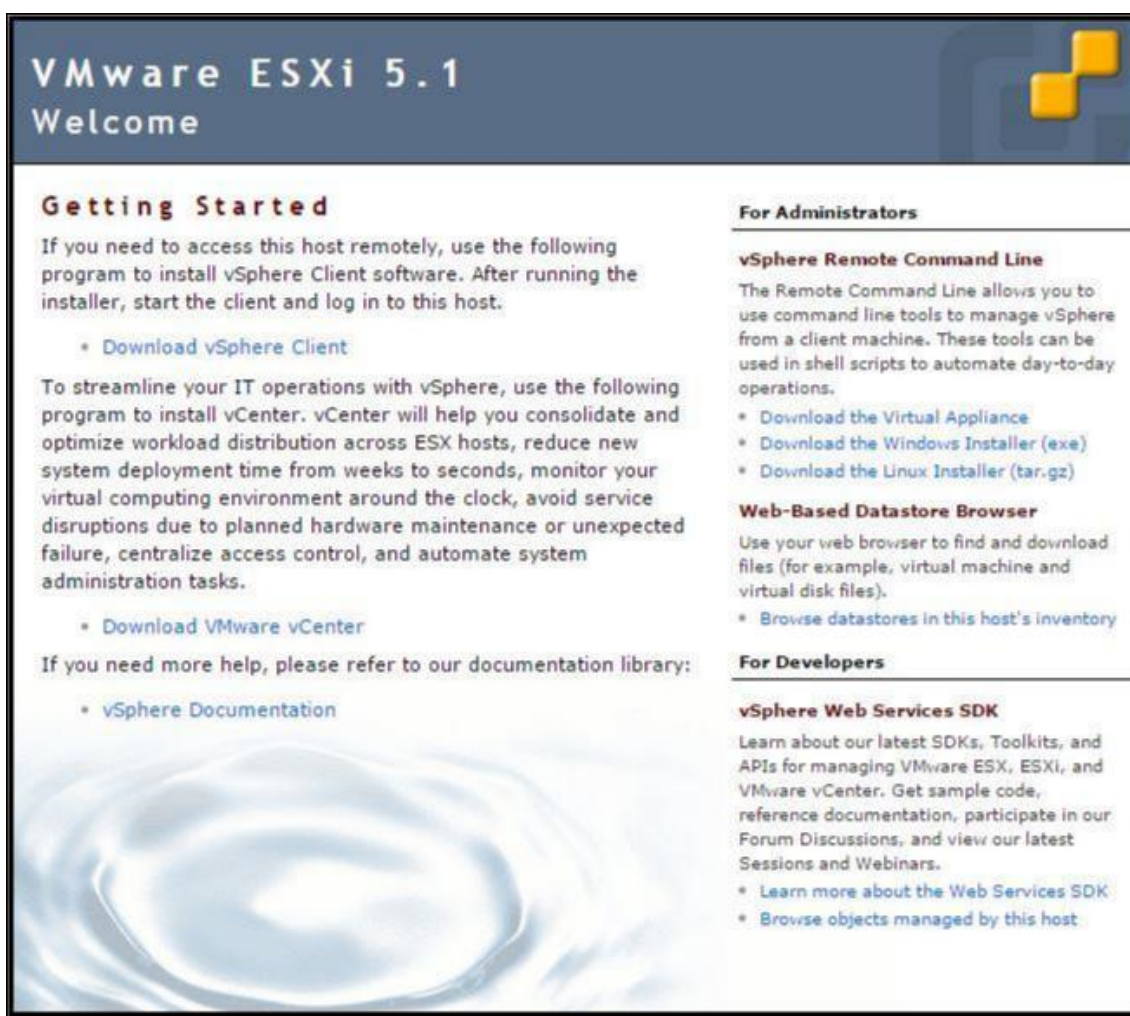 VMware ESXi 5.1
Welcome
Getting Started
If you need to access this host remotely, use the following
program to install vSphere Client software. After running the
installer, start the client and log in to this host.
Download vSphere Client
To streamline your IT operations with vSphere, use the following
program to install vCenter. vCenter will help you consolidate and
optimize workload distribution across ESX hosts, reduce new
system deployment time from weeks to seconds, monitor your
virtual computing environment around the clock, avoid service
disruptions due to planned hardware maintenance or unexpected
failure, centralize access control, and automate system
administration tasks.
Download VMware vCenter
If you need more help, please refer to our documentation library:
vSphere Documentation
For Administrators
vSphere Remote Command Line
The Remote Command Line allows you to
use command line tools to manage vSphere
from a client machine. These tools can be
used in shell scripts to automate day-to-day
operations.
Download the Virtual Appliance
Download the Windows Installer (exe)
Download the Linux Installer (tar.gz)
Web-Based Datastore Browser
Use your web browser to find and download
files (for example, virtual machine and
virtual disk files).
Browse datastores in this host's inventory
For Developers
vSphere Web Services SDK
Learn about our latest SDKs, Toolkits, and
APIs for managing VMware ESX, ESXi, and
VMware vCenter. Get sample code,
reference documentation, participate in our
Forum Discussions, and view our latest
Sessions and Webinars.
Learn more about the Web Services SDK
Browse objects managed by this host